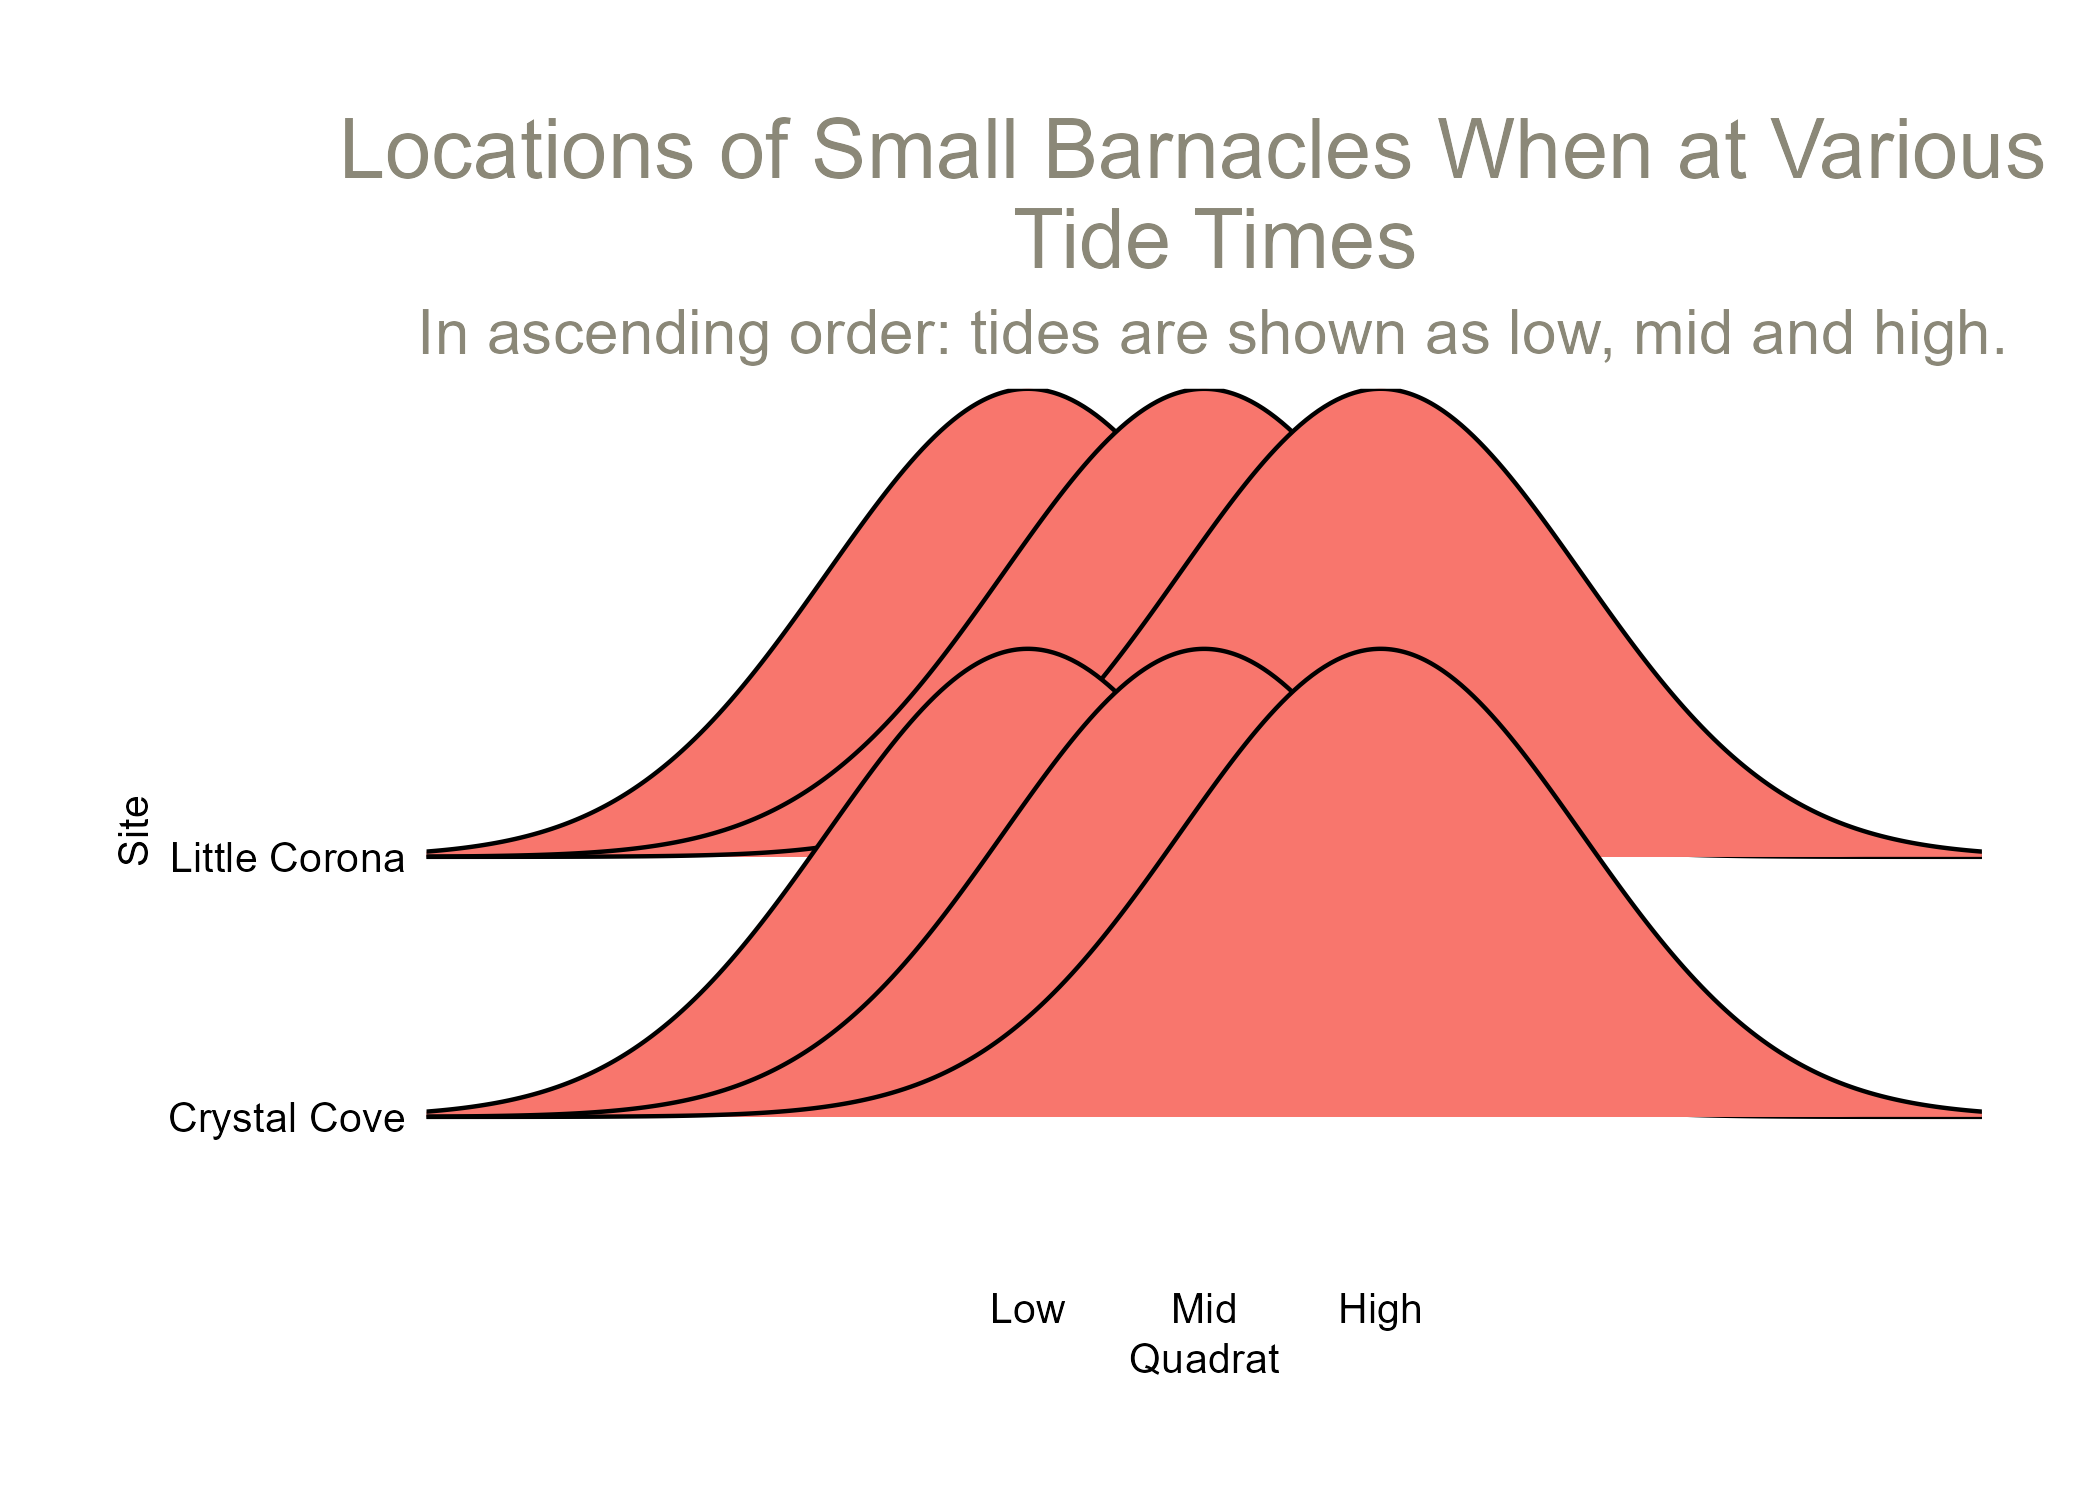 Locations of Small Barnacles When at Various
Tide Times
In ascending order: tides are shown as low, mid and high.
Site
Little Corona
Crystal Cove
Low Mid High
Quadrat